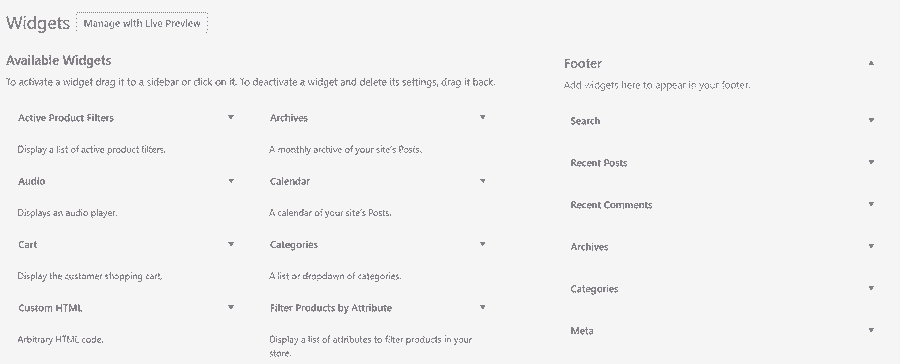 Widgets Manage with Live Preview
Available Widgets
To activate a widget drag it to a sidebar or click on it. To deactivate a widget and delete its settings, drag it back.
Active Product Filters
Display a list of active product filters.
Audio
Displays an audio player.
Cart
Display the customer shopping cart.
Custom HTML
Arbitrary HTML code.
Archives
A monthly archive of your site's Posts.
Calendar
A calendar of your site's Posts.
Categories
A list or dropdown of categories.
Filter Products by Attribute
Display a list of attributes to filter products in your
store.
Footer
Add widgets here to appear in your footer.
Search
Recent Posts
Recent Comments
Archives
Categories
Meta